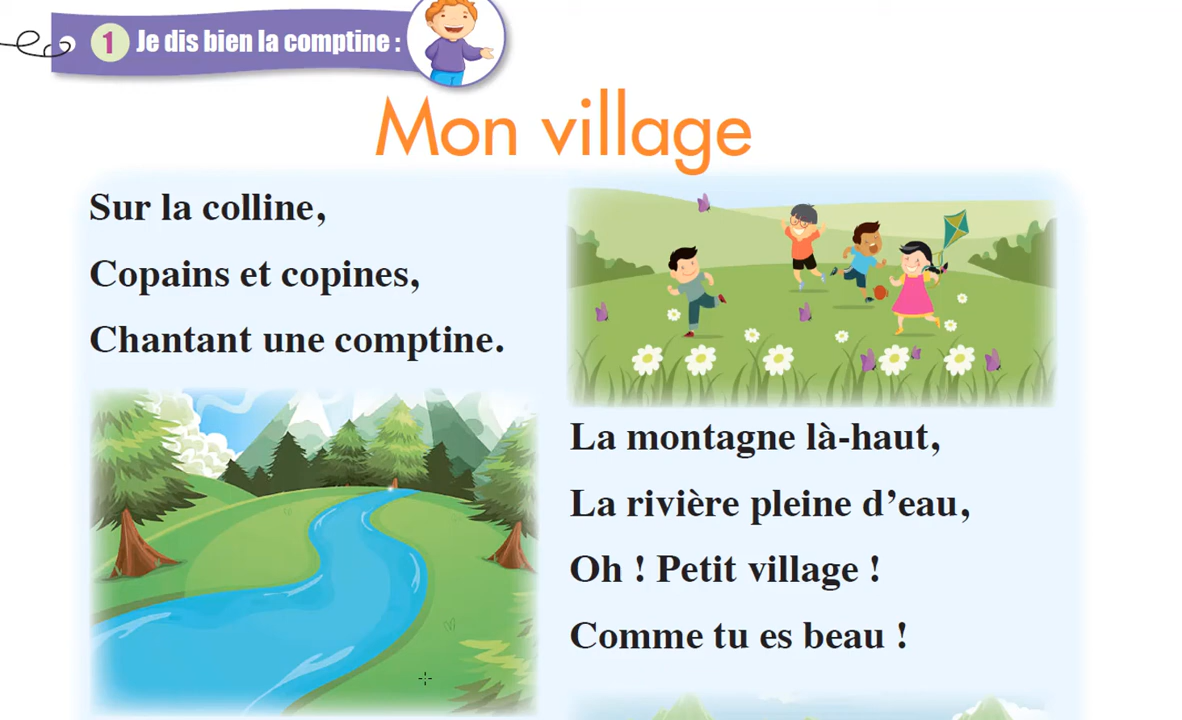 1 Je dis bien la comptine :
Mon village
Sur la colline,
Copains et copines,
Chantant une comptine.
La montagne là-haut,
La rivière pleine d’eau,
Oh ! Petit village !
Comme tu es beau !